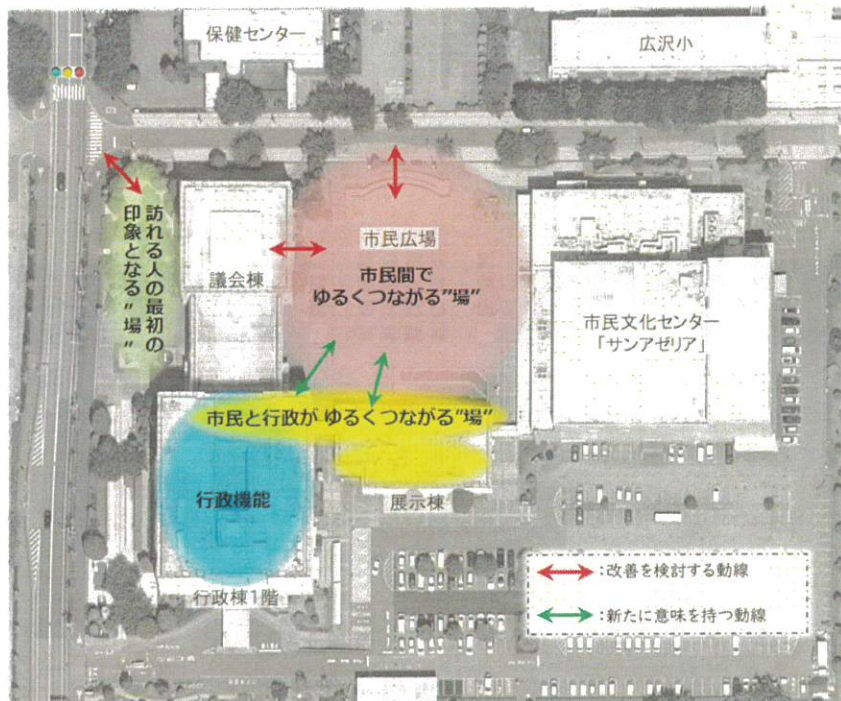 保健センター
広沢小
訪れる人の最初の
印象となる"場"
議会棟
市民広場
市民間で
ゆるくつながる"場"
市民文化センター
「サンアゼリア」
市民と行政が ゆるくつながる"場"
行政機能
展示棟
行政棟1階
:改善を検討する動線
:新たに意味を持つ動線